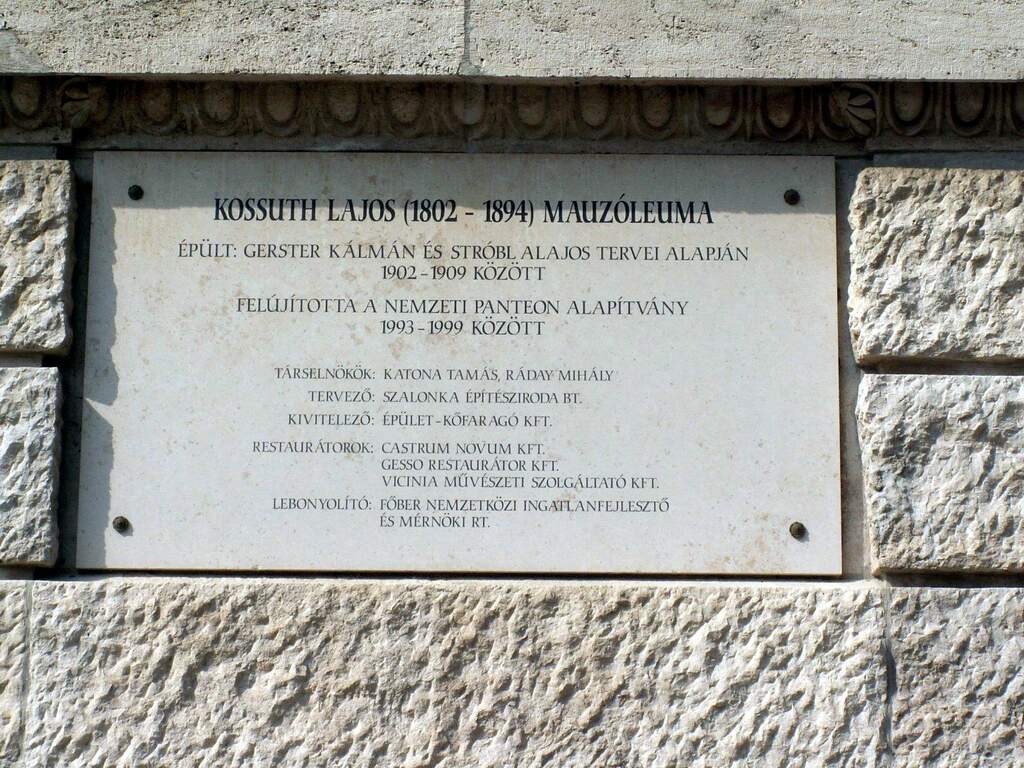 KOSSUTH LAJOS (1802 - 1894) MAUZÓLEUMA
ÉPÜLT: GERSTER KÁLMÁN ÉS STRÓBL ALAJOS TERVEI ALAPJÁN
1902-1909 KÖZÖTT
FELÚJÍTOTTA A NEMZETI PANTEON ALAPÍTVÁNY
1993-1999 KÖZÖTT
TÁRSELNÖKÖK: KATONA TAMÁS, RÁDAY MIHÁLY
TERVEZŐ: SZALONKA ÉPÍTÉSZIRODA BT.
KIVITELEZŐ: ÉPÜLET-KŐFARAGÓ KFT.
RESTAURÁTOROK: CASTRUM NOVUM KFT.
GESSO RESTAURÁTOR KFT.
VICINIA MŰVÉSZETI SZOLGÁLTATÓ KFT.
LEBONYOLÍTÓ: FŐBER NEMZETKÖZI INGATLANFEJLESZTŐ
ÉS MÉRNÖKI RT.